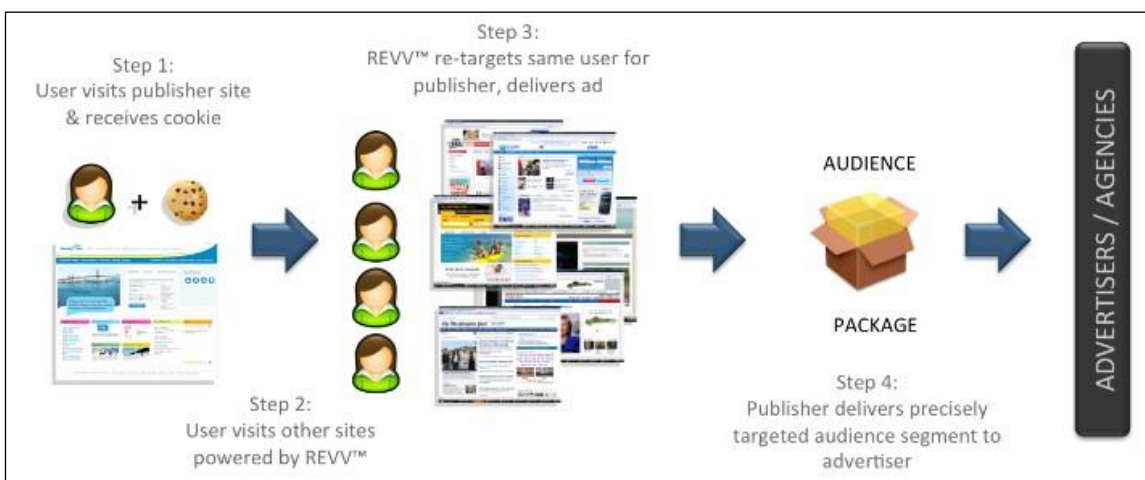 Step 1:
User visits publisher site
& receives cookie
Step 2:
User visits other sites
powered by REVV™
Step 3:
REVV™ re-targets same user for
publisher, delivers ad
AUDIENCE
PACKAGE
Step 4:
Publisher delivers precisely
targeted audience segment to
advertiser
ADVERTISERS / AGENCIES